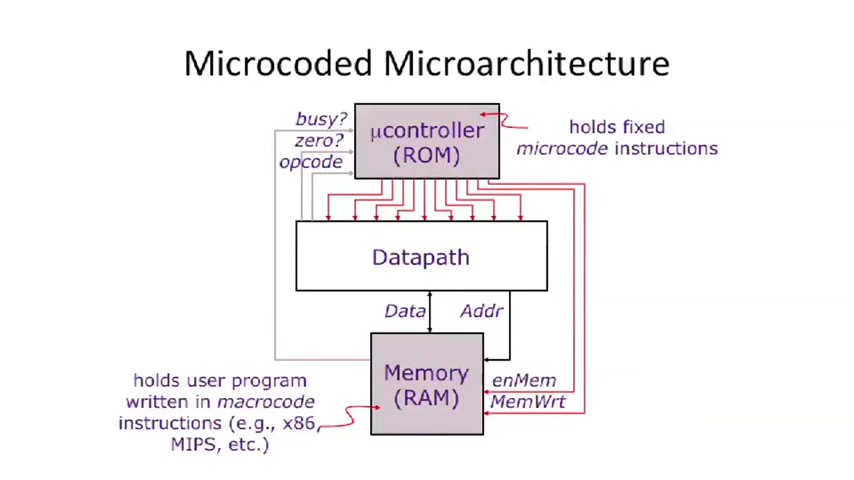 Microcoded Microarchitecture
busy?
zero?
opcode
μcontroller
(ROM)
holds fixed
microcode instructions
Datapath
Data
Addr
Memory
(RAM)
enMem
MemWrt
holds user program
written in macrocode
instructions (e.g., x86,
MIPS, etc.)